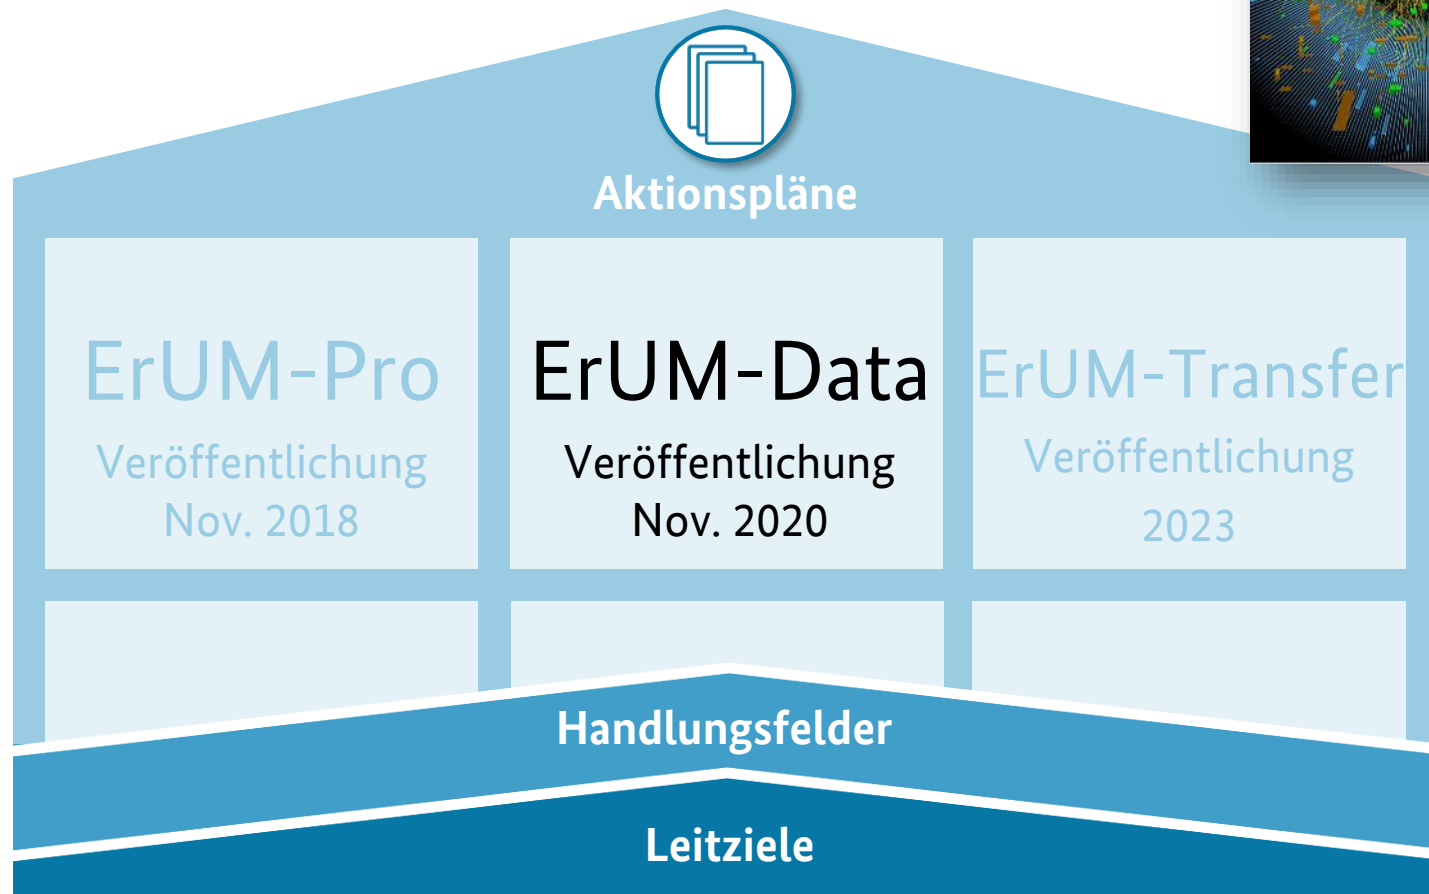 Aktionspläne
ErUM-Pro
Veröffentlichung
Nov. 2018
ErUM-Data
Veröffentlichung
Nov. 2020
ErUM-Transfer
Veröffentlichung
2023
Handlungsfelder
Leitziele